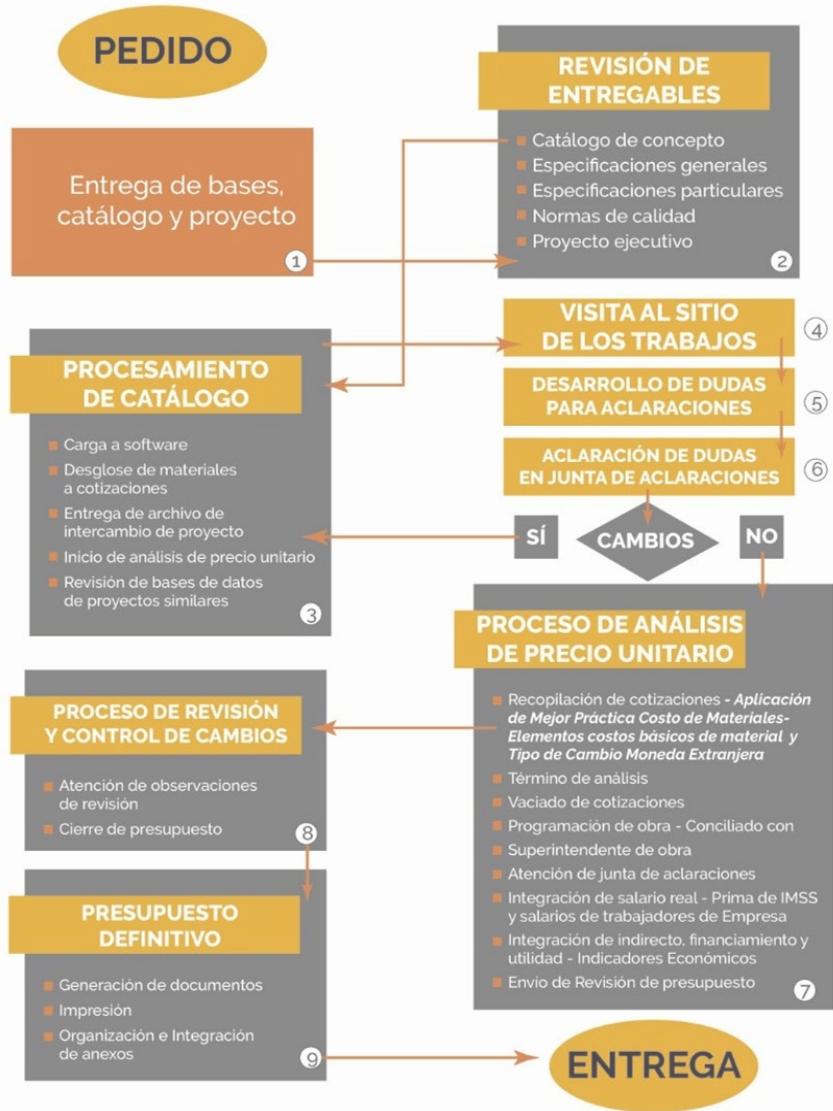 PEDIDO
Entrega de bases,
catálogo y proyecto
1
REVISIÓN DE
ENTREGABLES
Catálogo de concepto
Especificaciones generales
Especificaciones particulares
Normas de calidad
Proyecto ejecutivo
2
PROCESAMIENTO
DE CATÁLOGO
Carga a software
Desglose de materiales
a cotizaciones
Entrega de archivo de
intercambio de proyecto
Inicio de análisis de precio unitario
Revisión de bases de datos
de proyectos similares
3
VISITA AL SITIO
DE LOS TRABAJOS
4
DESARROLLO DE DUDAS
PARA ACLARACIONES
5
ACLARACIÓN DE DUDAS
EN JUNTA DE ACLARACIONES
6
SÍ
CAMBIOS
NO
PROCESO DE ANÁLISIS
DE PRECIO UNITARIO
Recopilación de cotizaciones - Aplicación
de Mejor Práctica Costo de Materiales-
Elementos costos básicos de material y
Tipo de Cambio Moneda Extranjera
Término de análisis
Vaciado de cotizaciones
Programación de obra - Conciliado con
Superintendente de obra
Atención de junta de aclaraciones
Integración de salario real - Prima de IMSS
y salarios de trabajadores de Empresa
Integración de indirecto, financiamiento y
utilidad - Indicadores Económicos
Envío de Revisión de presupuesto
7
PROCESO DE REVISIÓN
Y CONTROL DE CAMBIOS
Atención de observaciones
de revisión
Cierre de presupuesto
8
PRESUPUESTO
DEFINITIVO
Generación de documentos
Impresión
Organización e Integración
de anexos
9
ENTREGA